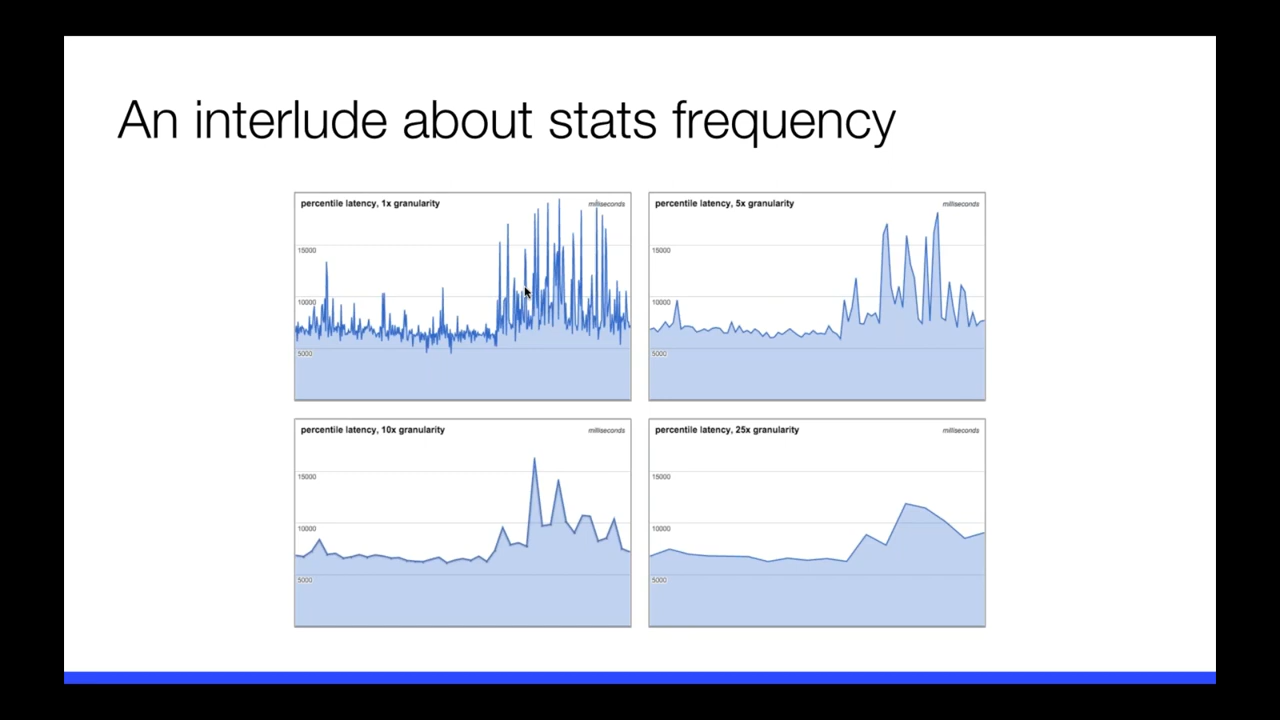 An interlude about stats frequency
percentile latency, 1x granularity
milliseconds
15000
10000
5000
percentile latency, 5x granularity
milliseconds
15000
10000
5000
percentile latency, 10x granularity
milliseconds
15000
10000
5000
percentile latency, 25x granularity
milliseconds
15000
10000
5000